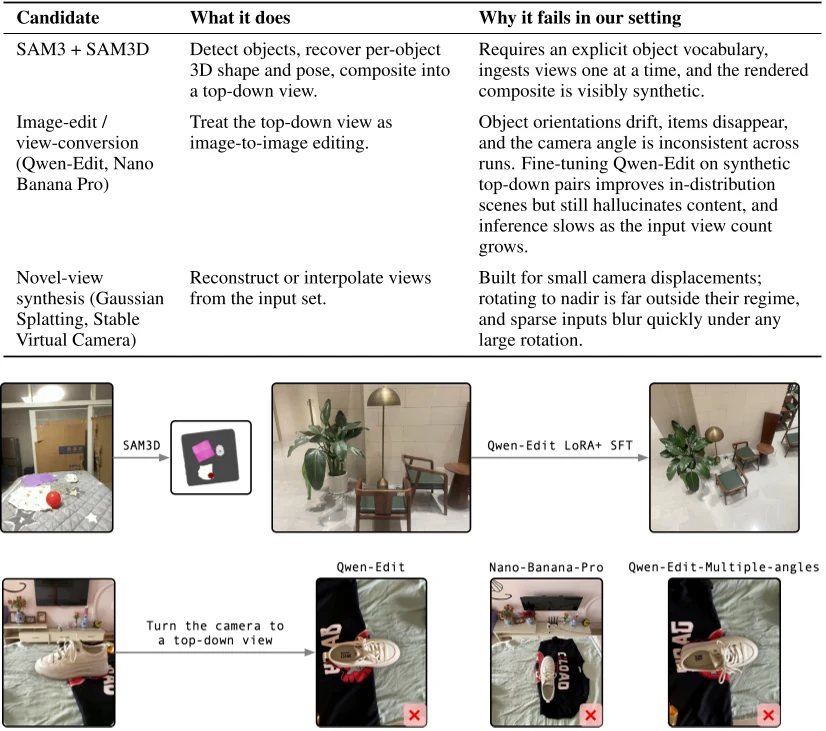 Candidate What it does Why it fails in our setting
SAM3 + SAM3D
Detect objects, recover per-object
3D shape and pose, composite into
a top-down view.
Requires an explicit object vocabulary,
ingests views one at a time, and the rendered
composite is visibly synthetic.
Image-edit /
view-conversion
(Qwen-Edit, Nano
Banana Pro)
Treat the top-down view as
image-to-image editing.
Object orientations drift, items disappear,
and the camera angle is inconsistent across
runs. Fine-tuning Qwen-Edit on synthetic
top-down pairs improves in-distribution
scenes but still hallucinates content, and
inference slows as the input view count
grows.
Novel-view
synthesis (Gaussian
Splatting, Stable
Virtual Camera)
Reconstruct or interpolate views
from the input set.
Built for small camera displacements;
rotating to nadir is far outside their regime,
and sparse inputs blur quickly under any
large rotation.
SAM3D
Qwen-Edit LoRA+ SFT
Turn the camera to
a top-down view
Qwen-Edit
Nano-Banana-Pro
Qwen-Edit-Multiple-angles